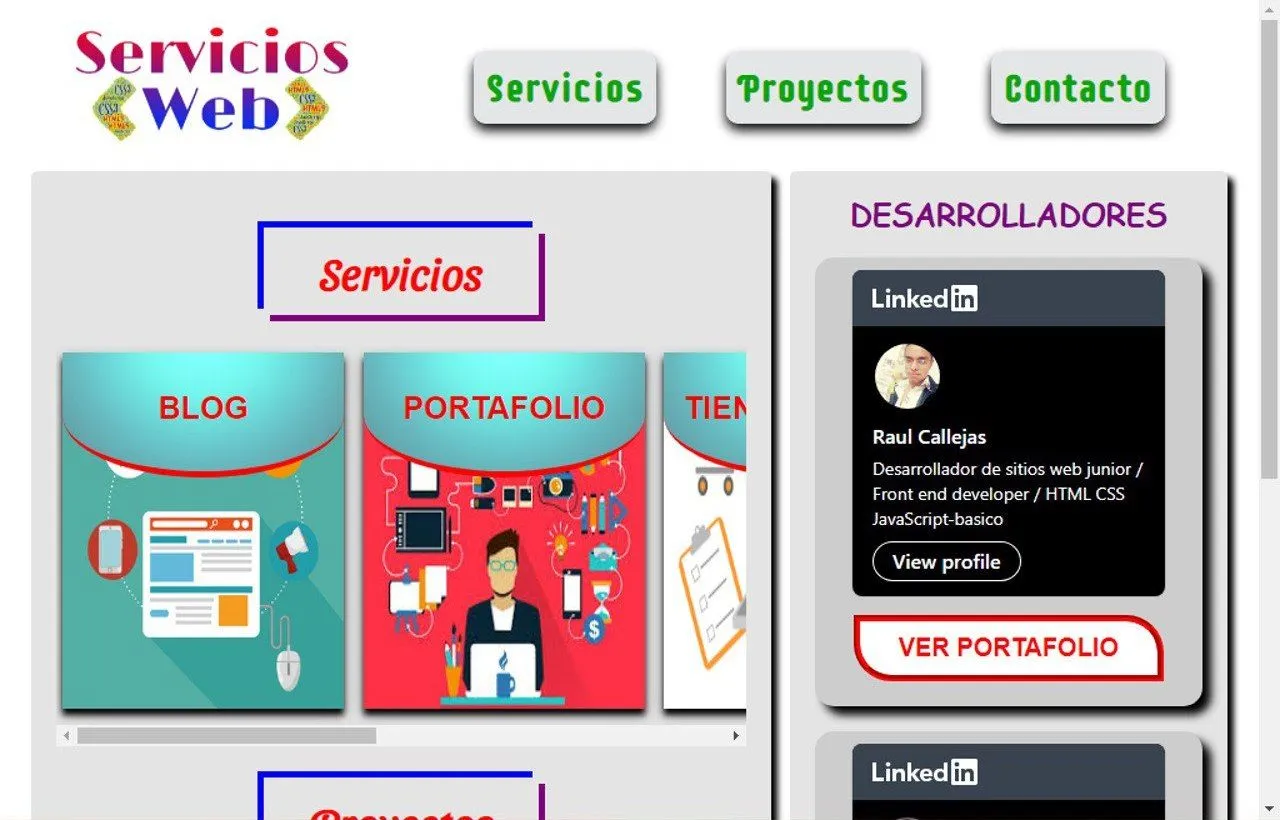 Servicios
Web
Servicios
Proyectos
Contacto
Servicios
BLOG
PORTAFOLIO
TIEN
Proyectos
DESARROLLADORES
Linkedin
Raul Callejas
Desarrollador de sitios web junior /
Front end developer / HTML CSS
JavaScript-basico
View profile
VER PORTAFOLIO
Linkedin